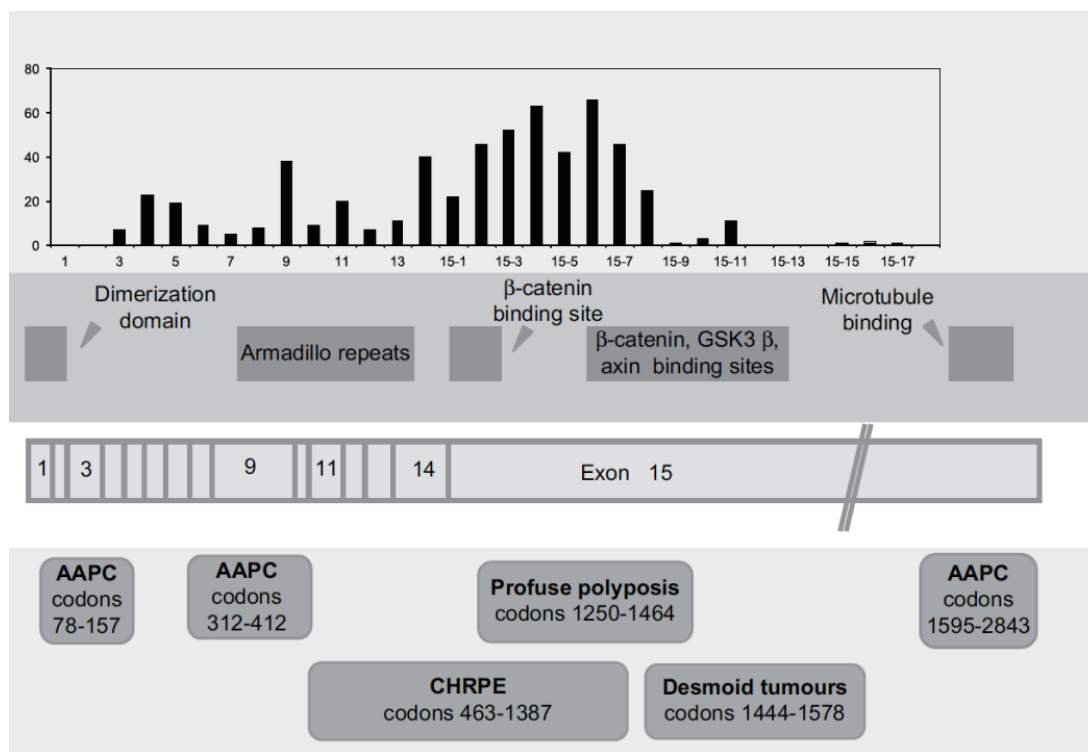 80
60
40
20
0
1 3 5 7 9 11 13 15-1 15-3 15-5 15-7 15-9 15-11 15-13 15-15 15-17
Dimerization
domain
β-catenin
binding site
Microtubule
binding
Armadillo repeats
β-catenin, GSK3 β,
axin binding sites
1 3 9 11 14 Exon 15
AAPC
codons
78-157
AAPC
codons
312-412
Profuse polyposis
codons 1250-1464
AAPC
codons
1595-2843
CHRPE
codons 463-1387
Desmoid tumours
codons 1444-1578